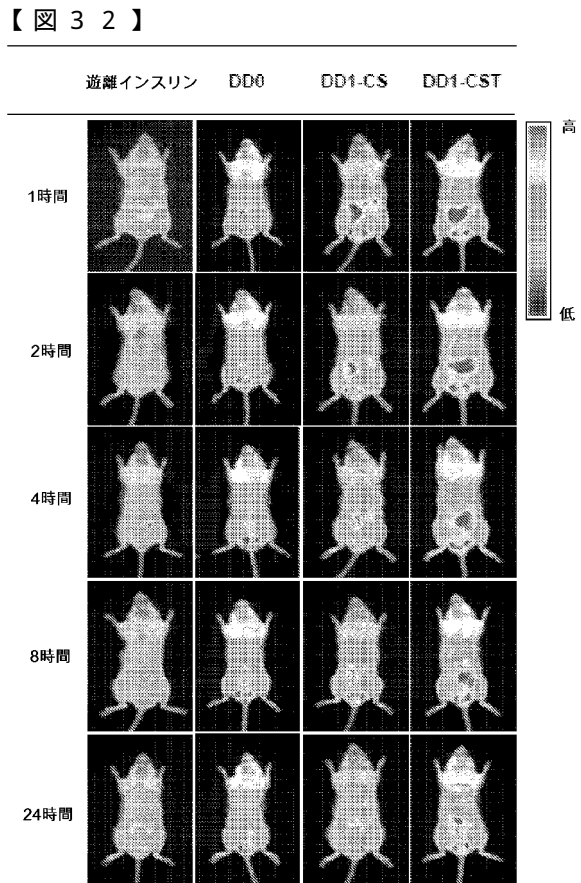 【図３２】
遊離インスリン DD0 DD1-CS DD1-CST
高
1時間
低
2時間
4時間
8時間
24時間